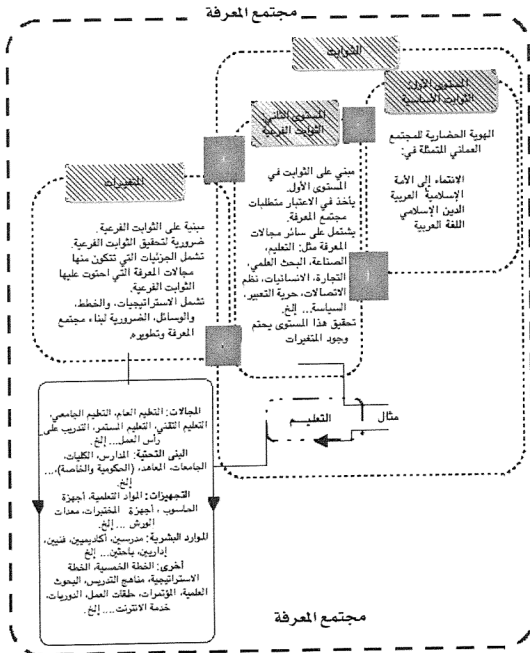 مجتمع المعرفة
الثوابت
المستوى الأول:
الثوابت الأساسية
الهوية الحضارية للمجتمع
العماني المتمثلة في:
الانتماء إلى الأمة
الإسلامية العربية
الدين الإسلامي
اللغة العربية
المستوى الثاني:
الثوابت الفرعية
مبني على الثوابت في
المستوى الأول.
يأخذ في الاعتبار متطلبات
مجتمع المعرفة.
يشتمل على سائر مجالات
المعرفة مثل: التعليم،
الصناعة، البحث العلمي،
التجارة، الانسانيات، نظم
الاتصالات، حرية التعبير،
السياسة... إلخ.
تحقيق هذا المستوى يحتم
وجود المتغيرات
المتغيرات
مبنية على الثوابت الفرعية.
ضرورية لتحقيق الثوابت الفرعية.
تشمل الجزئيات التي تتكون منها
مجالات المعرفة التي احتوت عليها
الثوابت الفرعية.
تشمل الاستراتيجيات، والخطط،
والوسائل، الضرورية لبناء مجتمع
المعرفة وتطويره.
مثال
التعليم
المجالات: التعليم العام، التعليم الجامعي،
التعليم التقني، التعليم المستمر، التدريب على
رأس العمل... إلخ.
البنى التحتية: المدارس، الكليات،
الجامعات، المعاهد، (الحكومية والخاصة)،...
إلخ.
التجهيزات: المواد التعليمية، أجهزة
الحاسوب، أجهزة المختبرات، معدات
الورش ... إلخ.
الموارد البشرية: مدرسين، أكاديميين، فنيين،
إداريين، باحثين... إلخ
أخرى: الخطة الخمسية، الخطة
الاستراتيجية، مناهج التدريس، البحوث
العلمية، المؤتمرات، حلقات العمل، الدوريات،
خدمة الانترنت.... إلخ.
مجتمع المعرفة